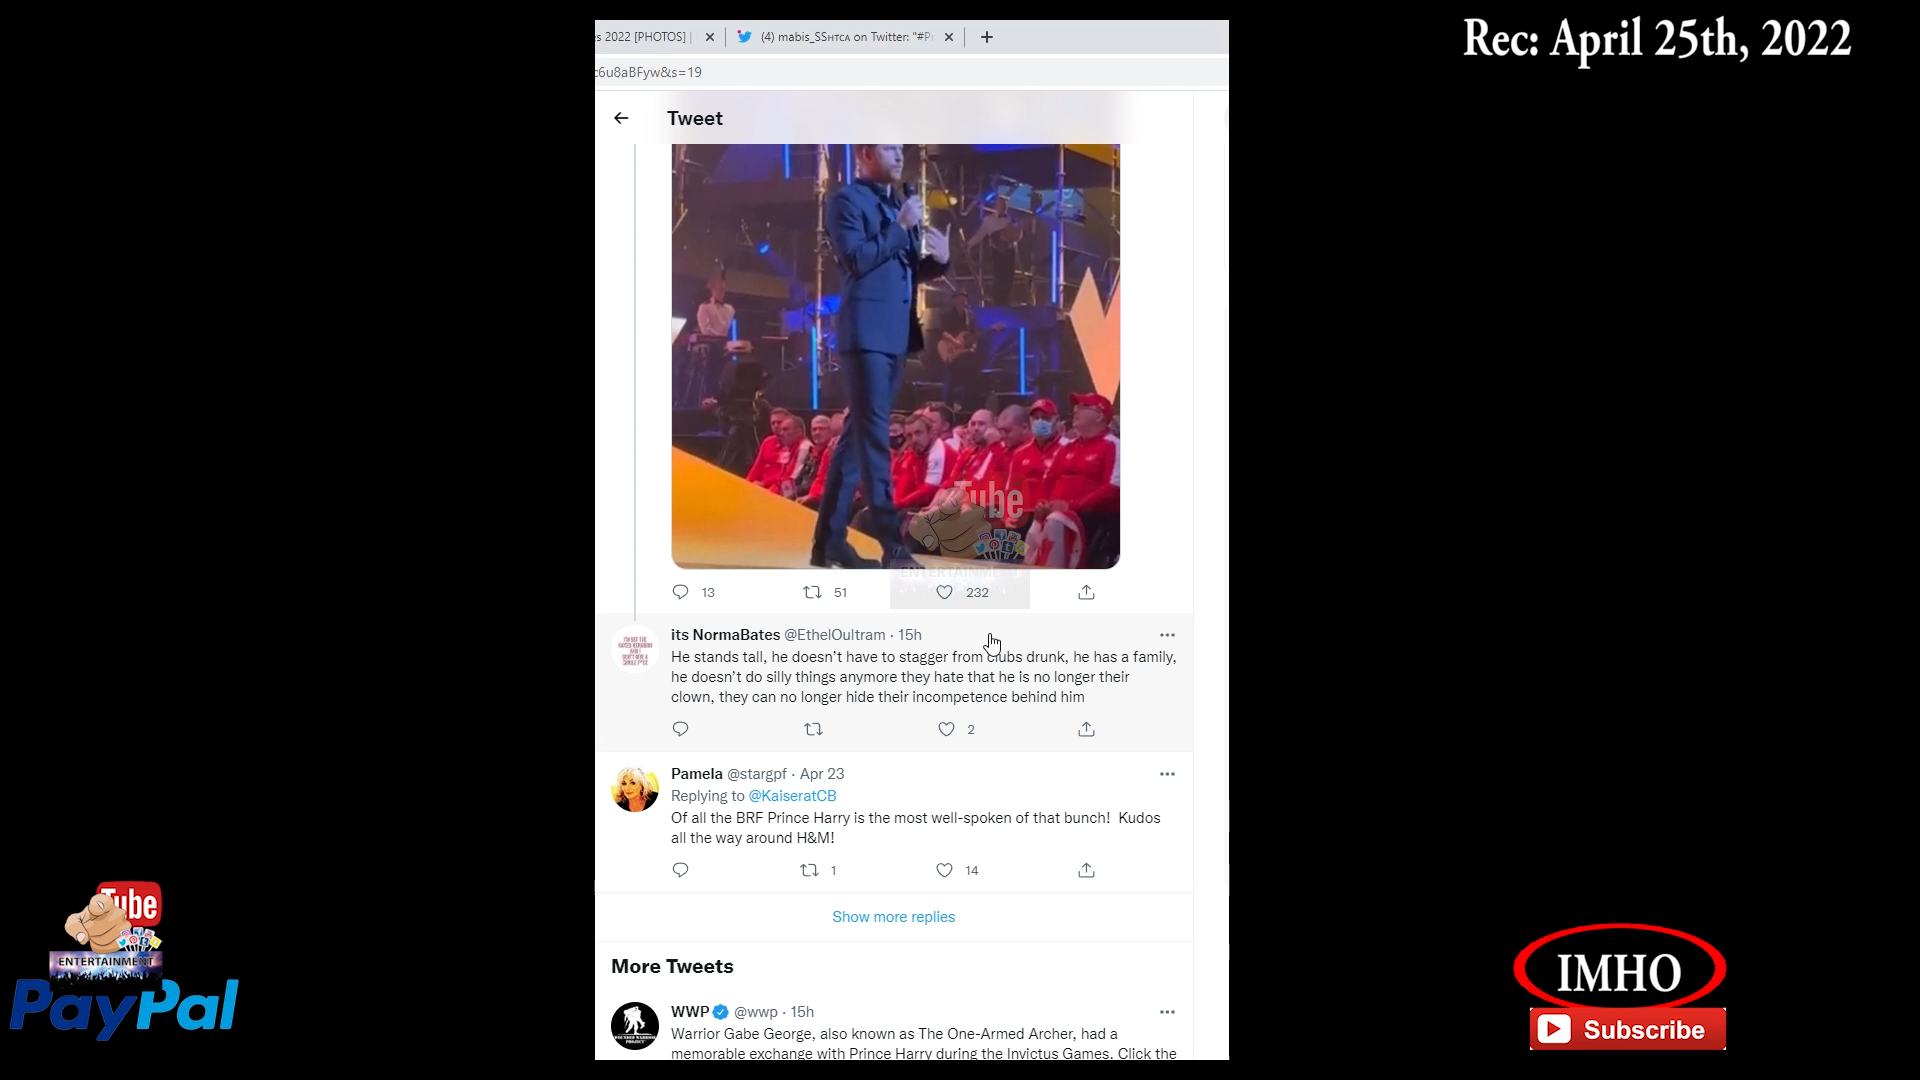 Rec: April 25th, 2022
s 2022 [PHOTOS] |
(4) mabis_SSHTCA on Twitter: "#Pr
c6u8aBFyw&s=19
Tweet
Tube
ENTERTAINME
13 51 232
its NormaBates @EthelOultram · 15h
He stands tall, he doesn't have to stagger from clubs drunk, he has a family,
he doesn't do silly things anymore they hate that he is no longer their
clown, they can no longer hide their incompetence behind him
2
Pamela @stargpf · Apr 23
Replying to @KaiseratCB
Of all the BRF Prince Harry is the most well-spoken of that bunch! Kudos
all the way around H&M!
1 14
Show more replies
More Tweets
WWP @wwp · 15h
Warrior Gabe George, also known as The One-Armed Archer, had a
memorable exchange with Prince Harry during the Invictus Games. Click the
Tube
ENTERTAINMENT
PayPal
IMHO
Subscribe